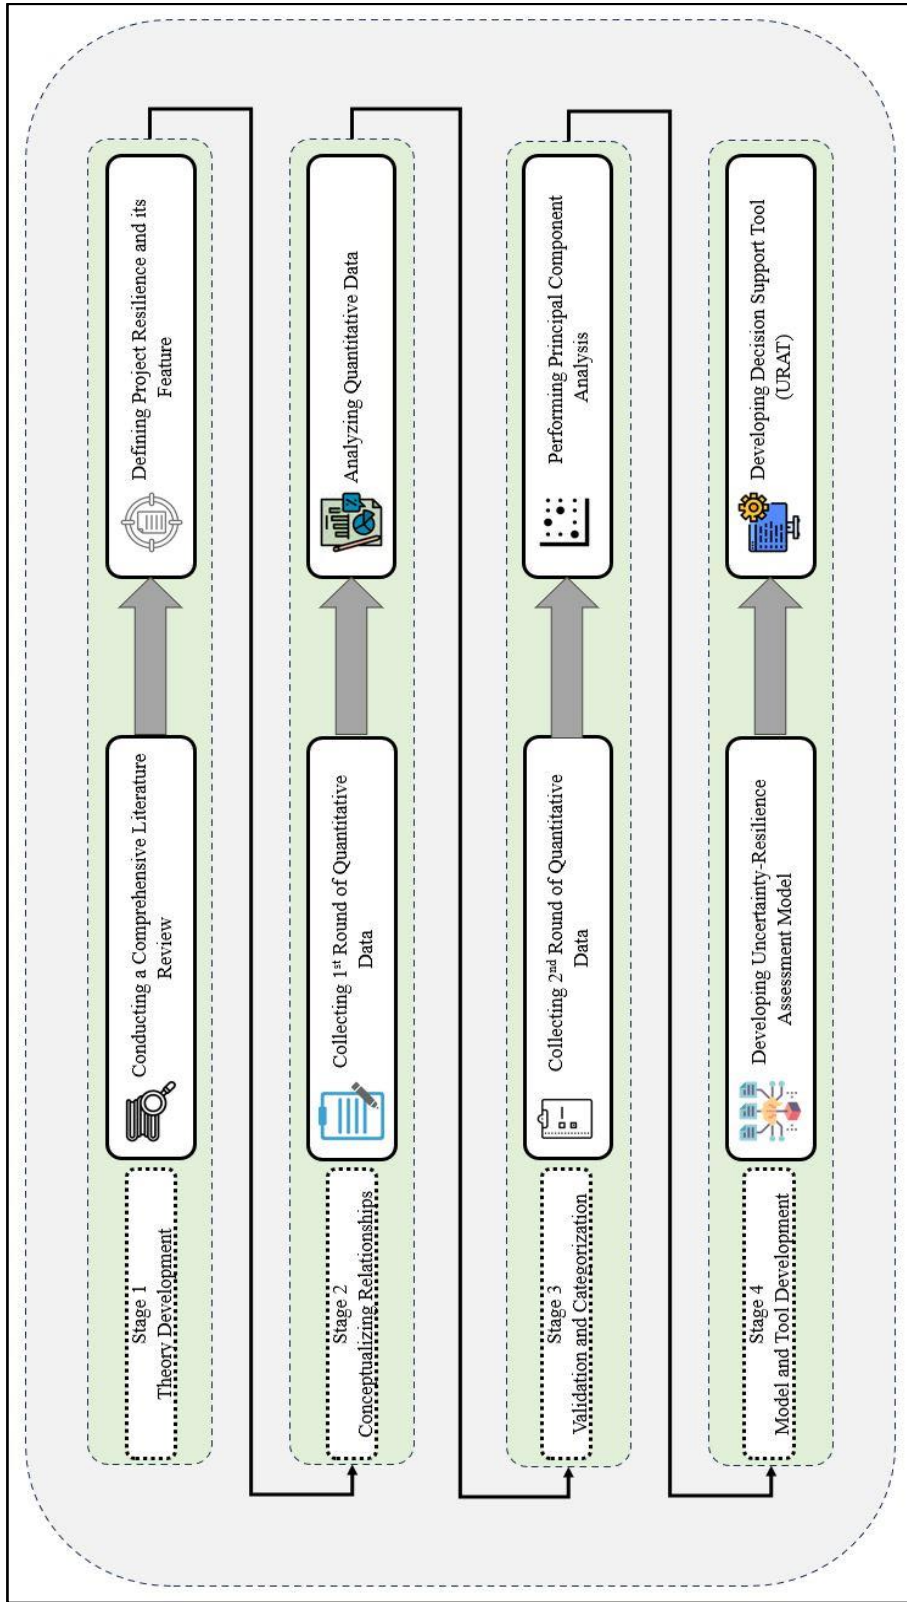 Stage 1
Theory Development
Conducting a Comprehensive Literature
Review
Defining Project Resilience and its
Feature
Stage 2
Conceptualizing Relationships
Collecting 1st Round of Quantitative
Data
Analyzing Quantitative Data
Stage 3
Validation and Categorization
Collecting 2nd Round of Quantitative
Data
Performing Principal Component
Analysis
Stage 4
Model and Tool Development
Developing Uncertainty-Resilience
Assessment Model
Developing Decision Support Tool
(URAT)